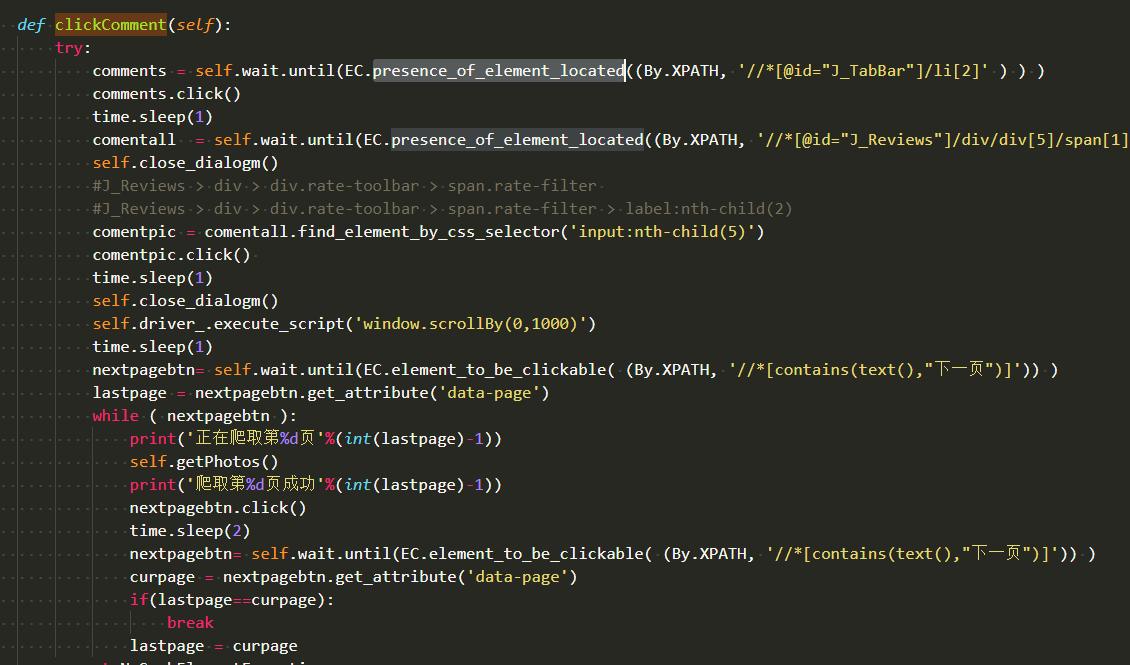 def clickComment(self):
try:
comments = self.wait.until(EC.presence_of_element_located((By.XPATH, '//*[@id="J_TabBar"]/li[2]' ) ) )
comments.click()
time.sleep(1)
comentall  = self.wait.until(EC.presence_of_element_located((By.XPATH, '//*[@id="J_Reviews"]/div/div[5]/span[1]
self.close_dialogm()
#J_Reviews > div > div.rate-toolbar > span.rate-filter
#J_Reviews > div > div.rate-toolbar > span.rate-filter > label:nth-child(2)
comentpic = comentall.find_element_by_css_selector('input:nth-child(5)')
comentpic.click()
time.sleep(1)
self.close_dialogm()
self.driver_.execute_script('window.scrollBy(0,1000)')
time.sleep(1)
nextpagebtn= self.wait.until(EC.element_to_be_clickable( (By.XPATH, '//*[contains(text(),"下一页")]')) )
lastpage = nextpagebtn.get_attribute('data-page')
while ( nextpagebtn ):
print('正在爬取第%d页'%(int(lastpage)-1))
self.getPhotos()
print('爬取第%d页成功'%(int(lastpage)-1))
nextpagebtn.click()
time.sleep(2)
nextpagebtn= self.wait.until(EC.element_to_be_clickable( (By.XPATH, '//*[contains(text(),"下一页")]')) )
curpage = nextpagebtn.get_attribute('data-page')
if(lastpage==curpage):
break
lastpage = curpage